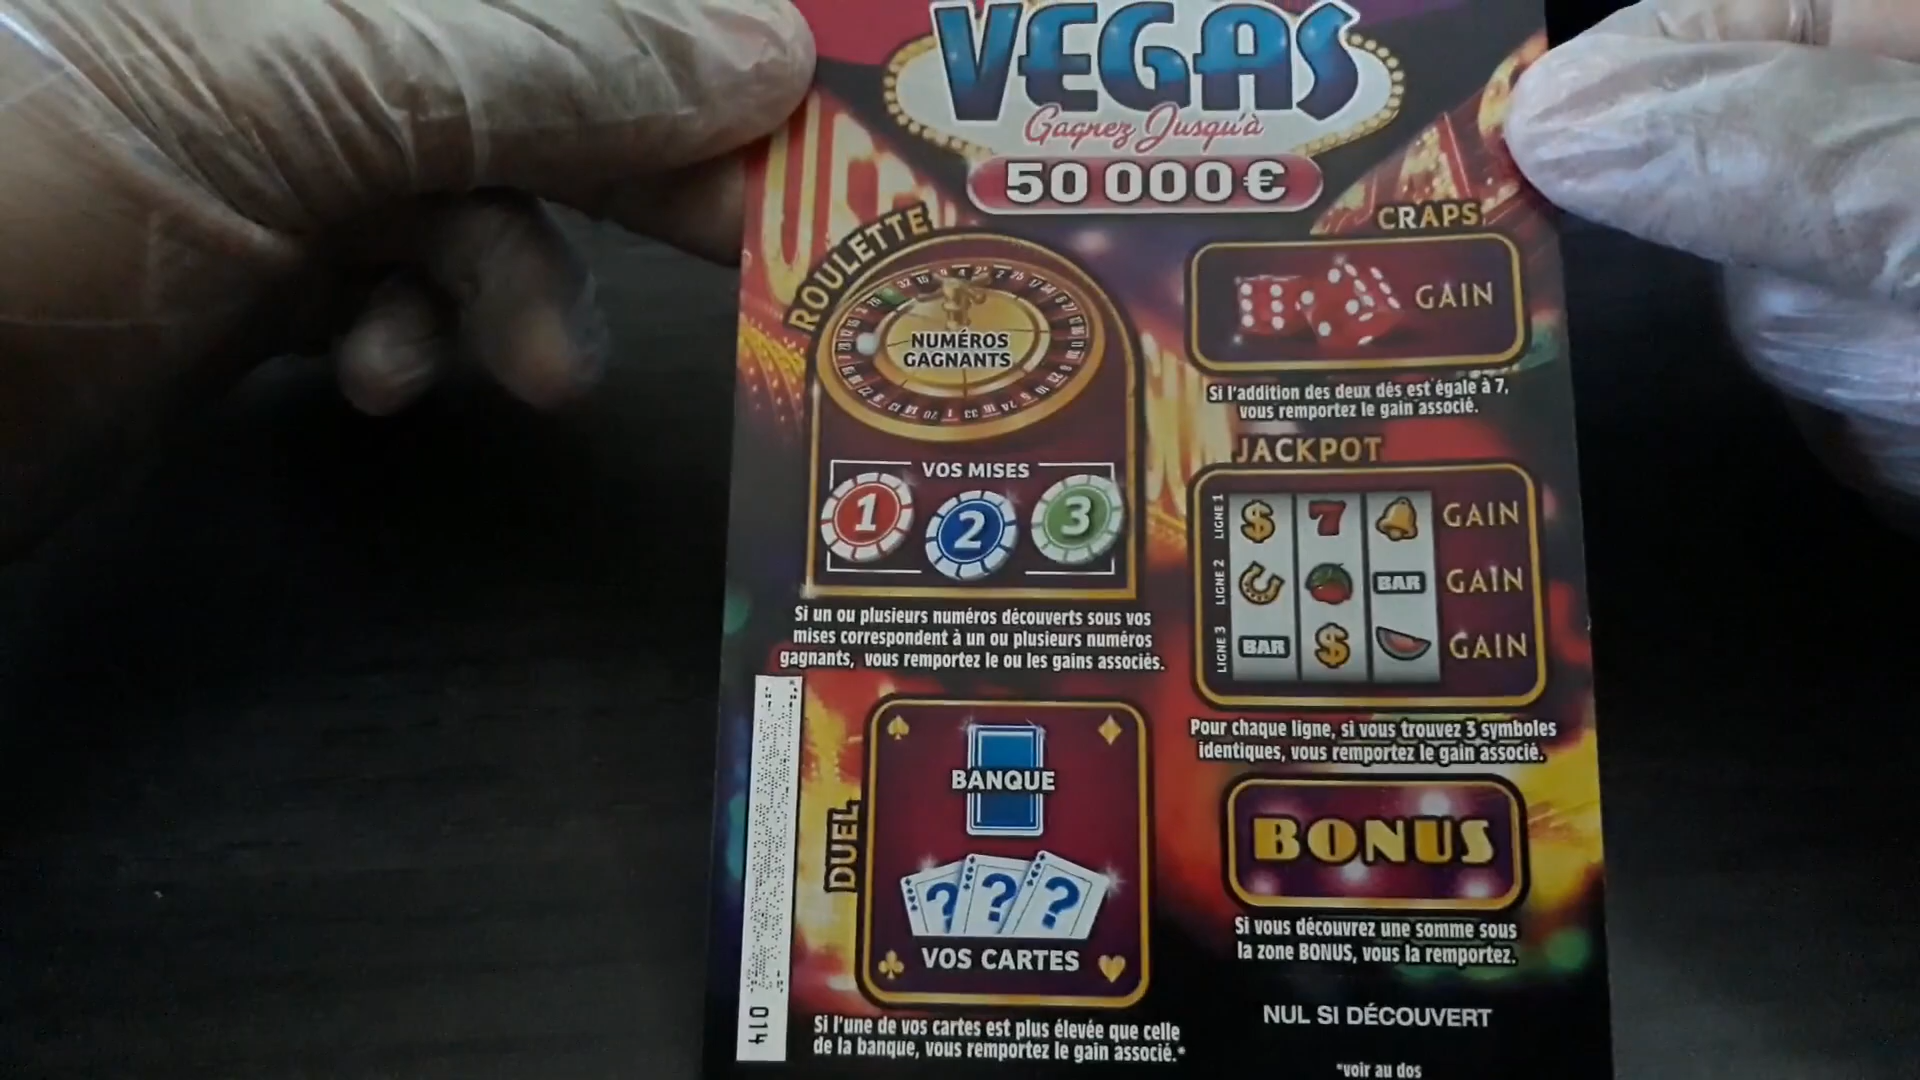 VEGAS
Gagnez Jusqu'à
50 000 €
ROULETTE
NUMÉROS
GAGNANTS
VOS MISES
1 2 3
Si un ou plusieurs numéros découverts sous vos
mises correspondent à un ou plusieurs numéros
gagnants, vous remportez le ou les gains associés.
DUEL
BANQUE
? ? ?
VOS CARTES
Si l'une de vos cartes est plus élevée que celle
de la banque, vous remportez le gain associé.*
014
CRAPS
GAIN
Si l'addition des deux dés est égale à 7,
vous remportez le gain associé.
JACKPOT
LIGNE 1 $ 7 GAIN
LIGNE 2 BAR GAIN
LIGNE 3 BAR $ GAIN
Pour chaque ligne, si vous trouvez 3 symboles
identiques, vous remportez le gain associé.
BONUS
Si vous découvrez une somme sous
la zone BONUS, vous la remportez.
NUL SI DÉCOUVERT
*voir au dos